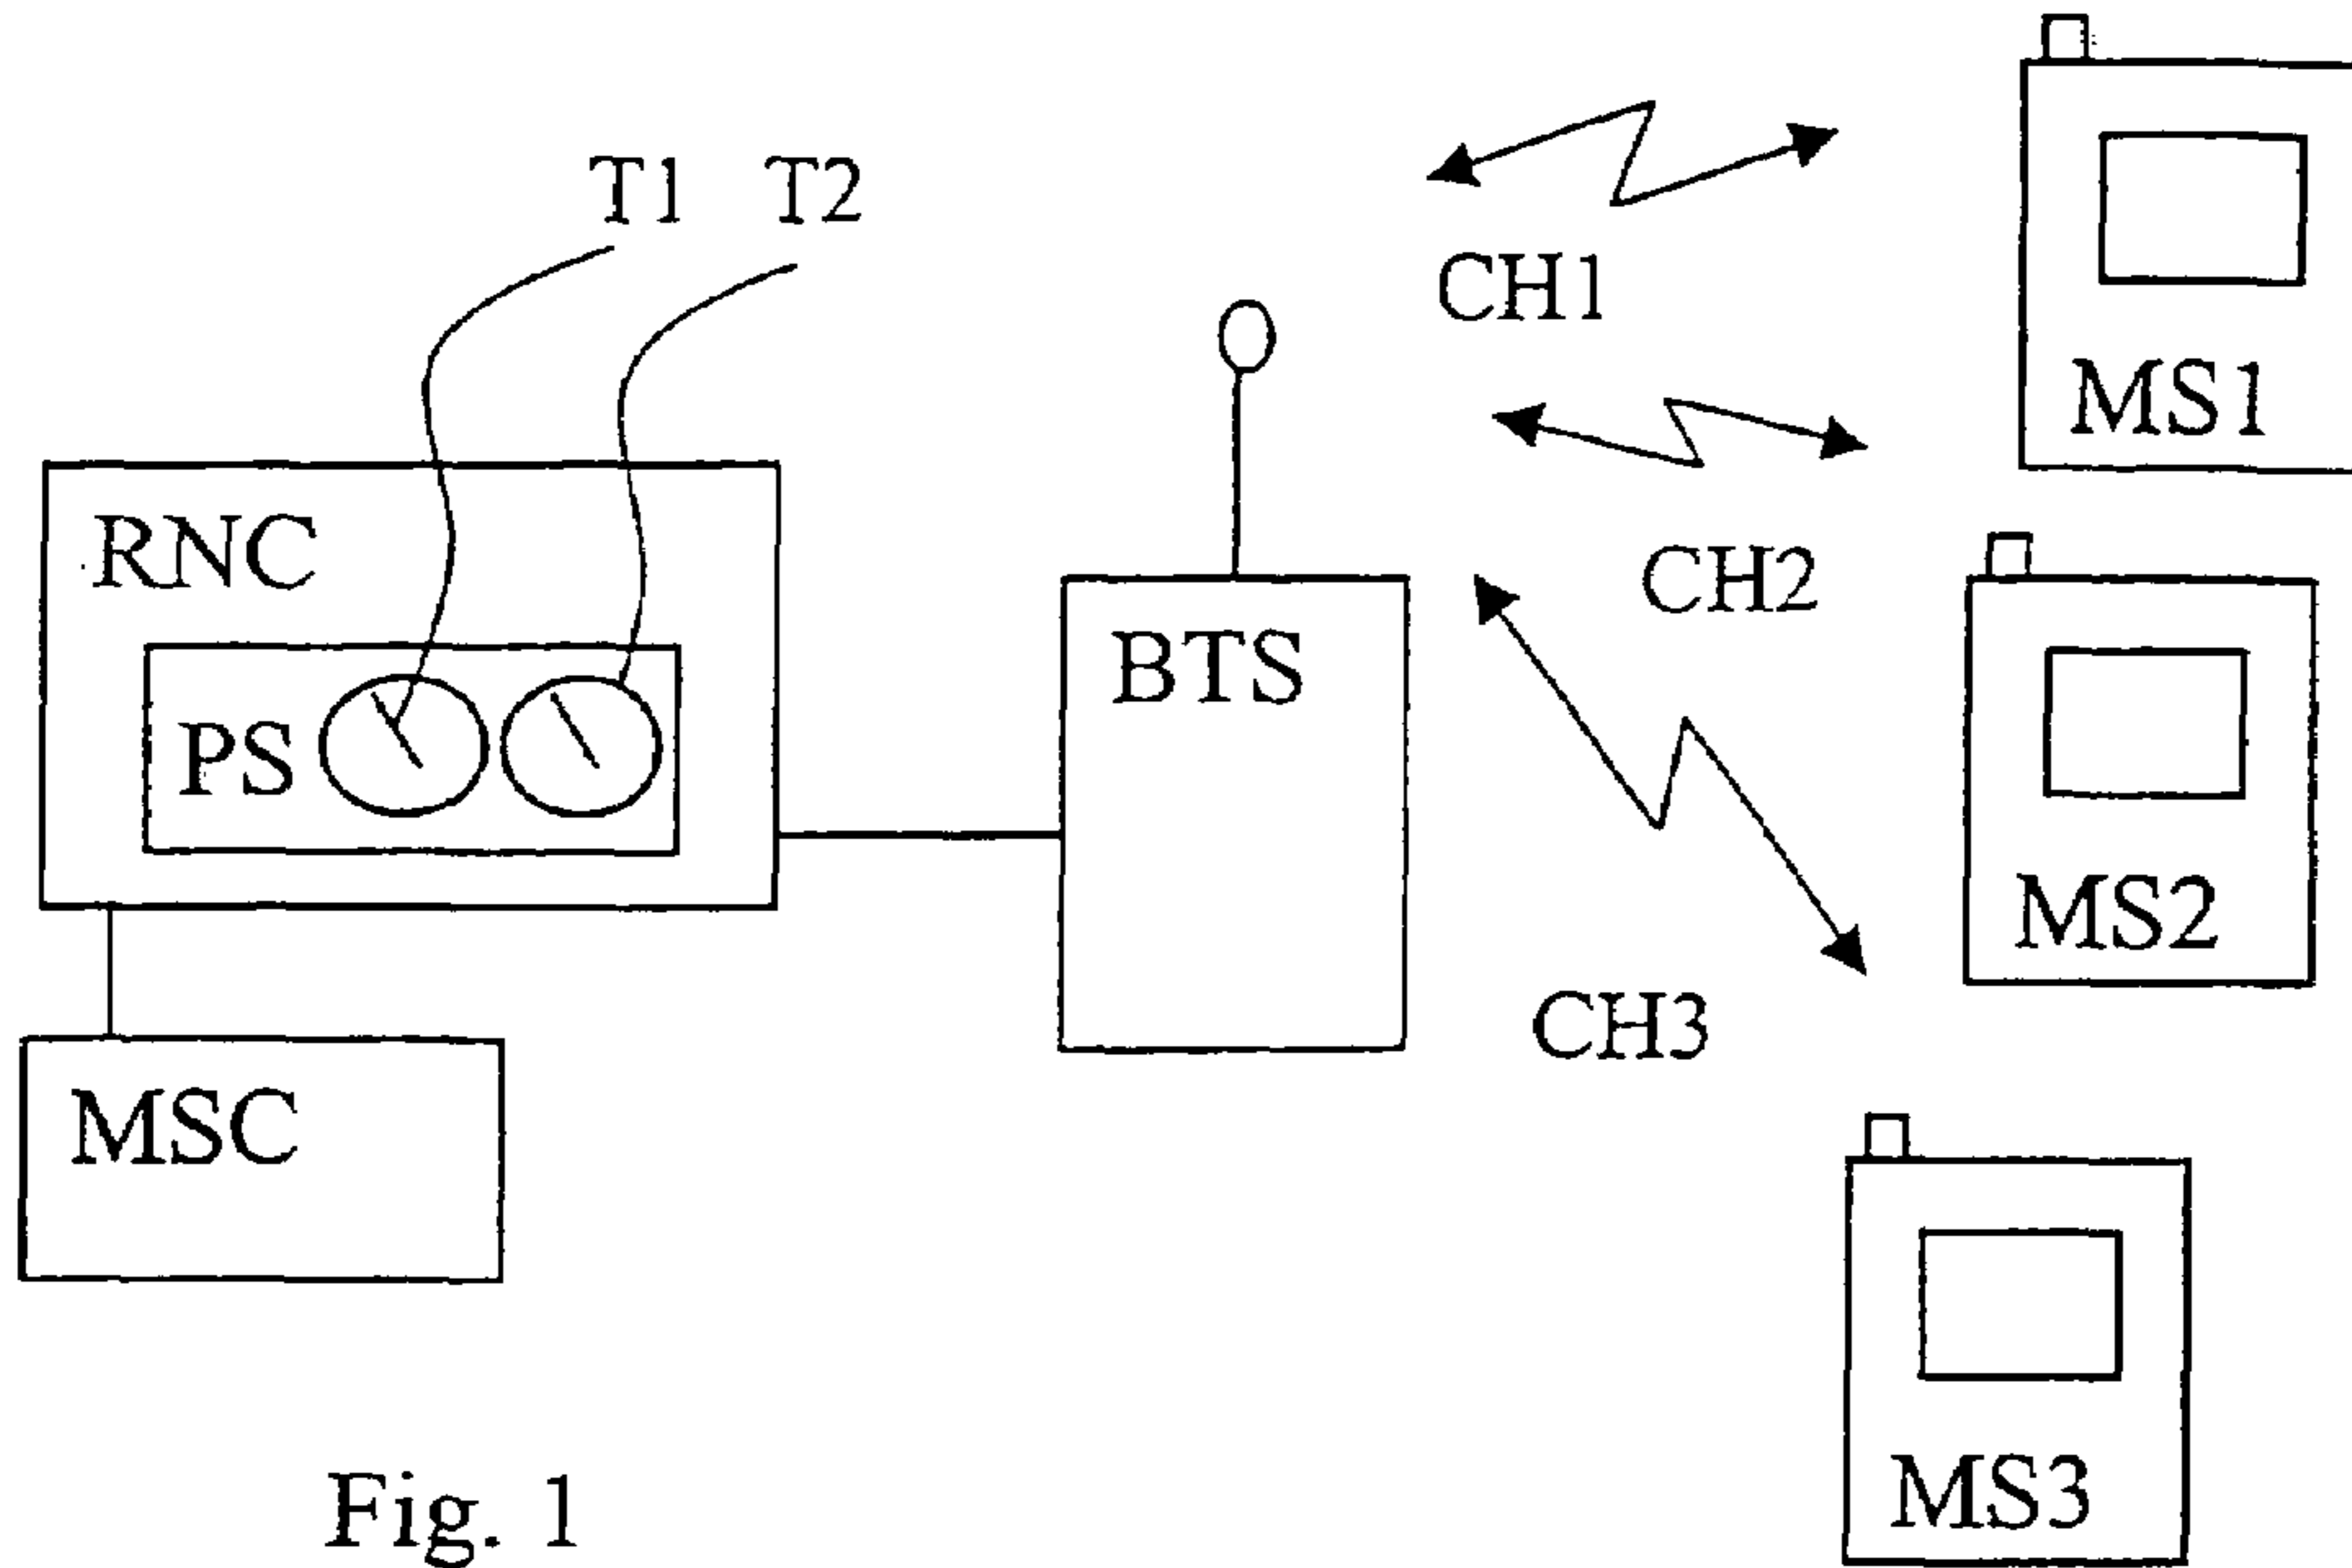 T1 T2
CH1
MS1
RNC
CH2
BTS
PS
MS2
CH3
MSC
MS3
Fig. 1